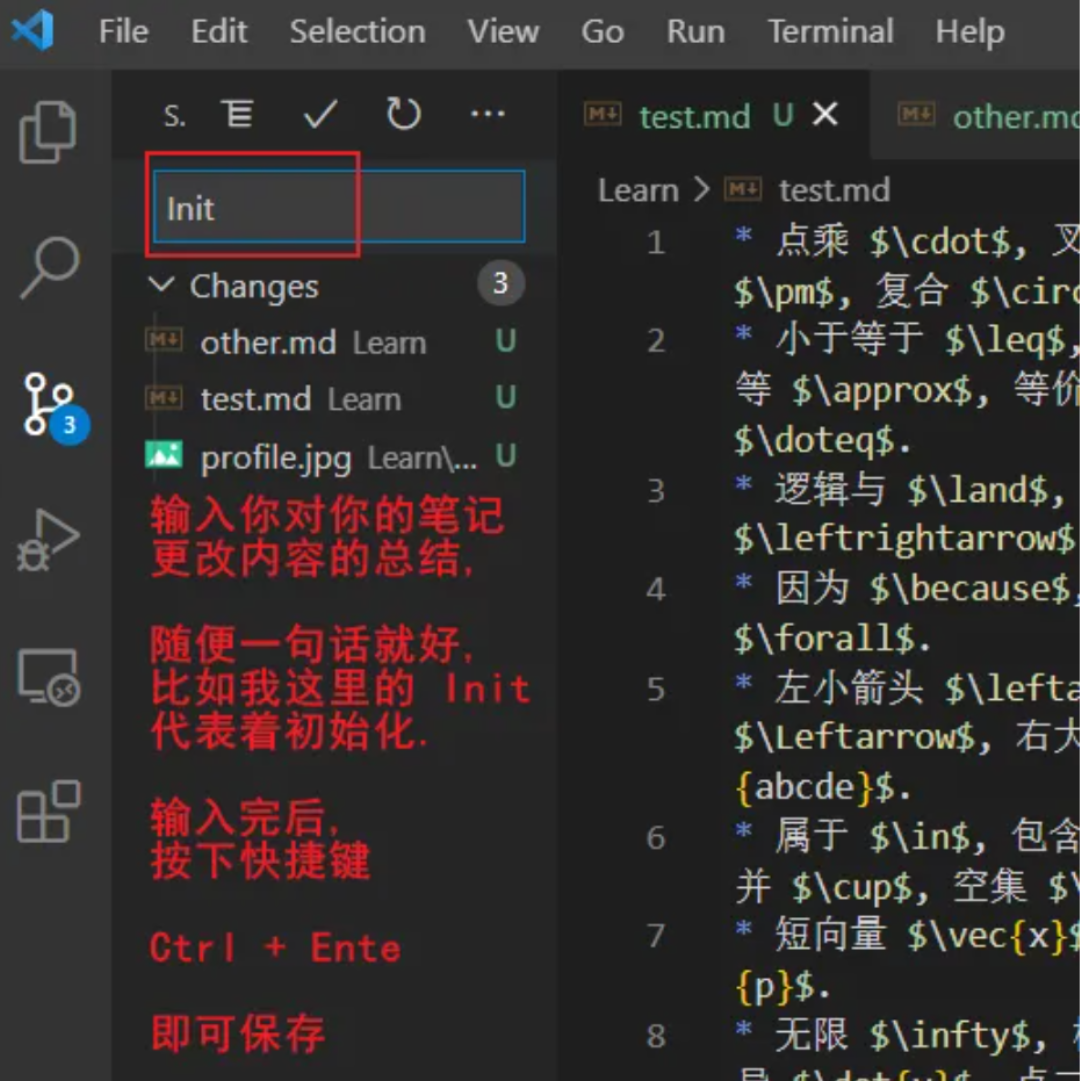 File Edit Selection View Go Run Terminal Help
S.
test.md U
other.md
Init
Learn > test.md
Changes 3
other.md Learn U
test.md Learn U
profile.jpg Learn\... U
3
输入你对你的笔记
更改内容的总结,
随便一句话就好,
比如我这里的 Init
代表着初始化.
输入完后,
按下快捷键
Ctrl + Ente
即可保存
1 * 点乘 $\cdot$, 叉
$\pm$, 复合 $\circ
2 * 小于等于 $\leq$,
等 $\approx$, 等价
$\doteq$.
3 * 逻辑与 $\land$,
$\leftrightarrow$
4 * 因为 $\because$,
$\forall$.
5 * 左小箭头 $\lefta
$\Leftarrow$, 右大
{abcde}$.
6 * 属于 $\in$, 包含
并 $\cup$, 空集 $\
7 * 短向量 $\vec{x}$
{p}$.
8 * 无限 $\infty$,
导 $\dot{y}$, 点二